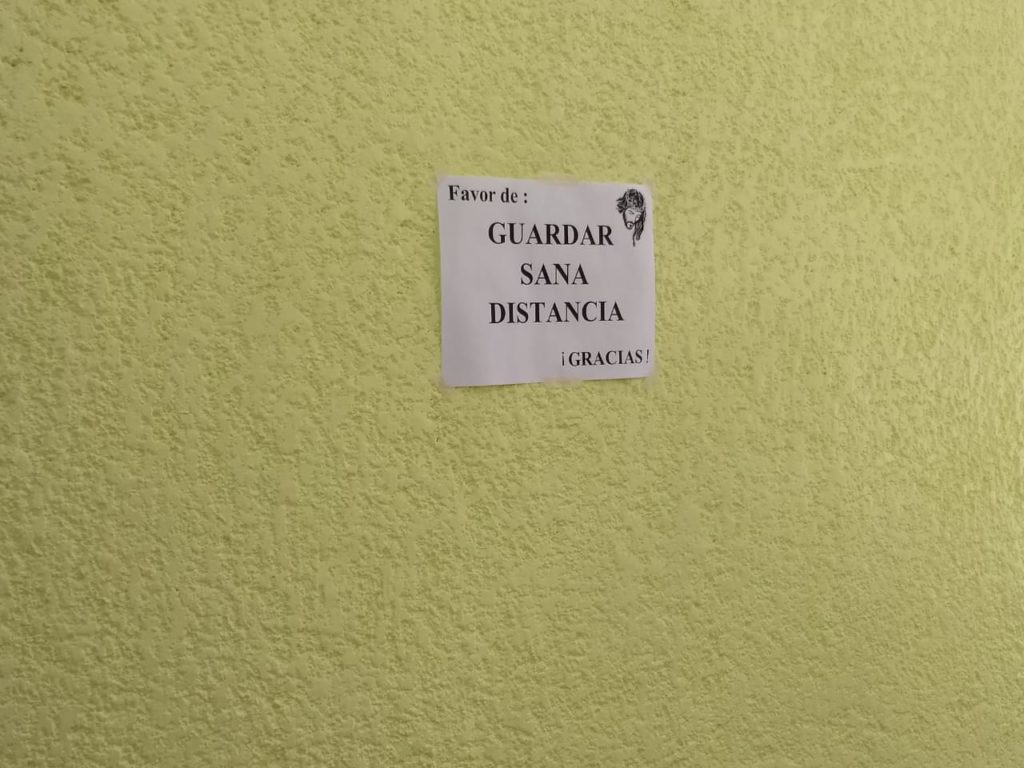 Favor de :
GUARDAR
SANA
DISTANCIA
¡GRACIAS!